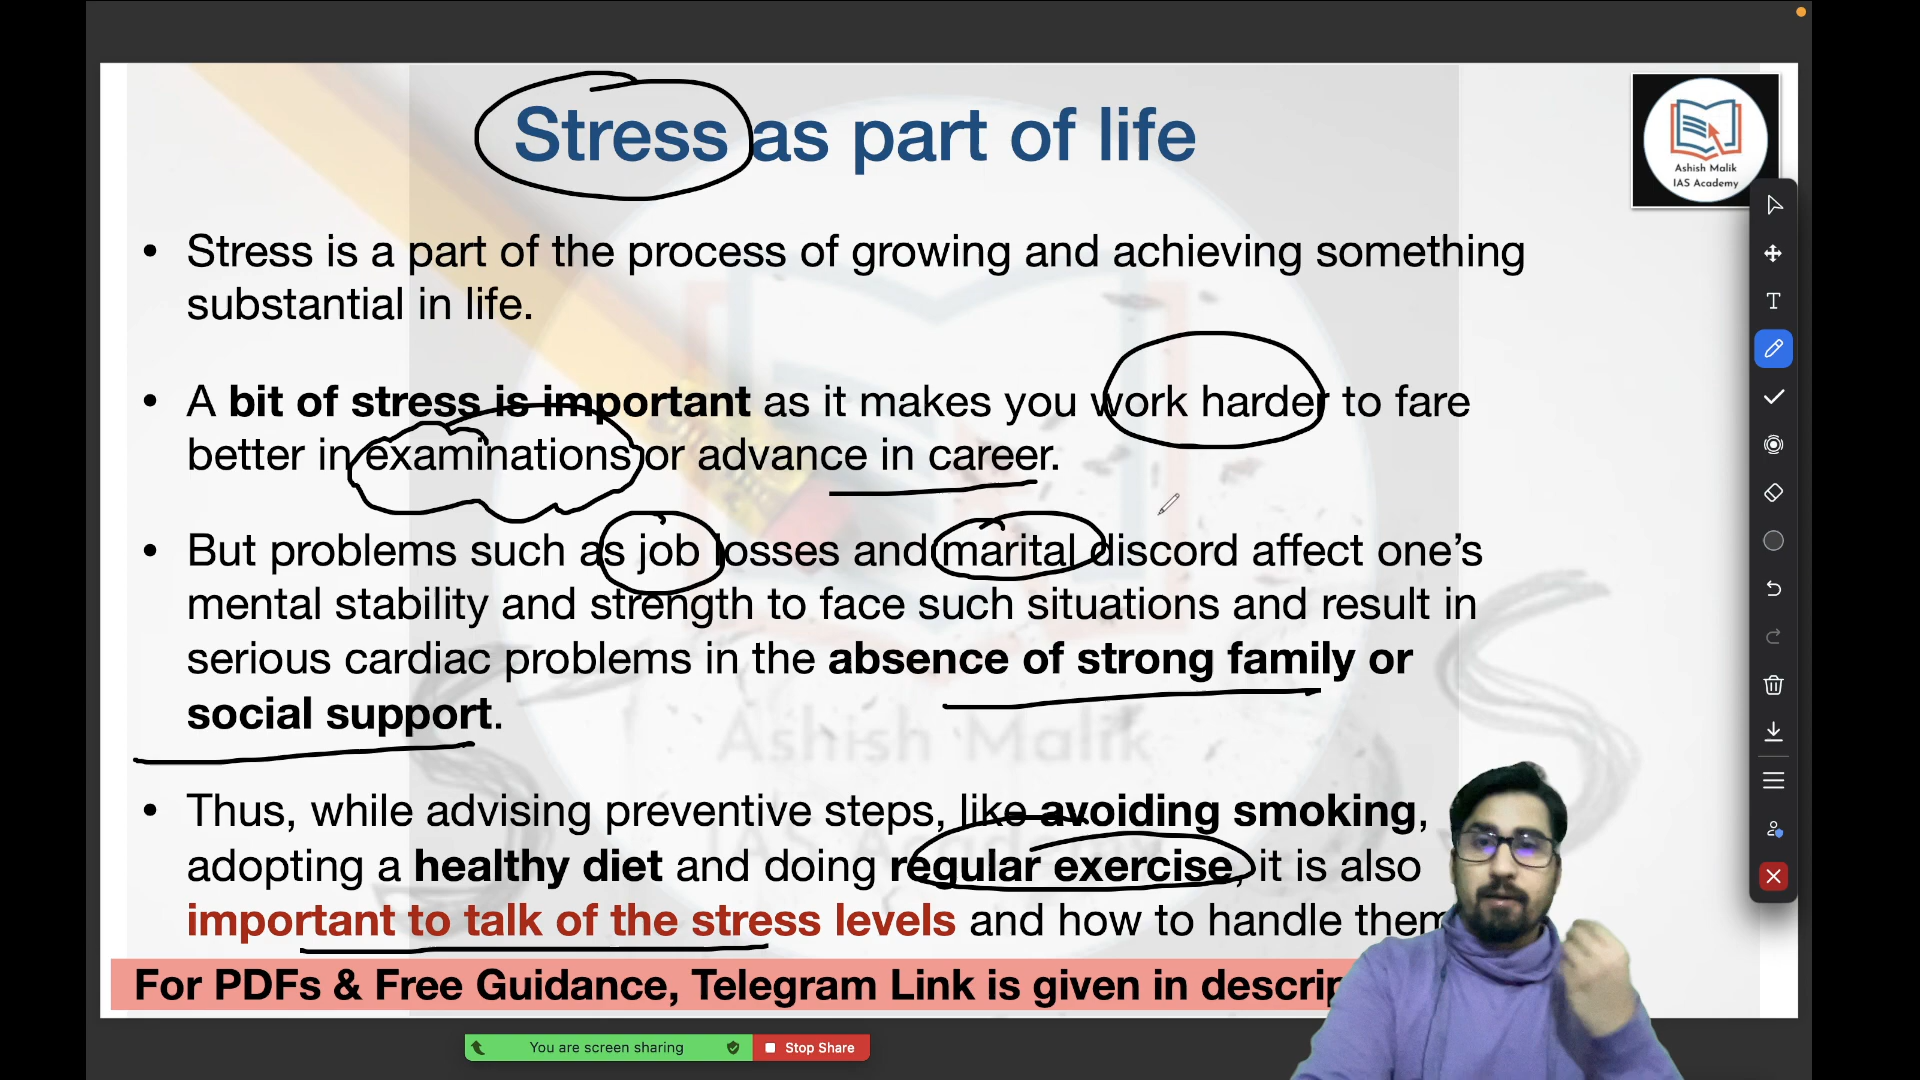 Stress as part of life
Ashish Malik
IAS Academy
• Stress is a part of the process of growing and achieving something
substantial in life.
• A bit of stress is important as it makes you work harder to fare
better in examinations or advance in career.
• But problems such as job losses and marital discord affect one's
mental stability and strength to face such situations and result in
serious cardiac problems in the absence of strong family or
social support.
Ashish Malik
IAS Academy
• Thus, while advising preventive steps, like avoiding smoking,
adopting a healthy diet and doing regular exercise, it is also
important to talk of the stress levels and how to handle them
For PDFs & Free Guidance, Telegram Link is given in descrip
You are screen sharing
Stop Share